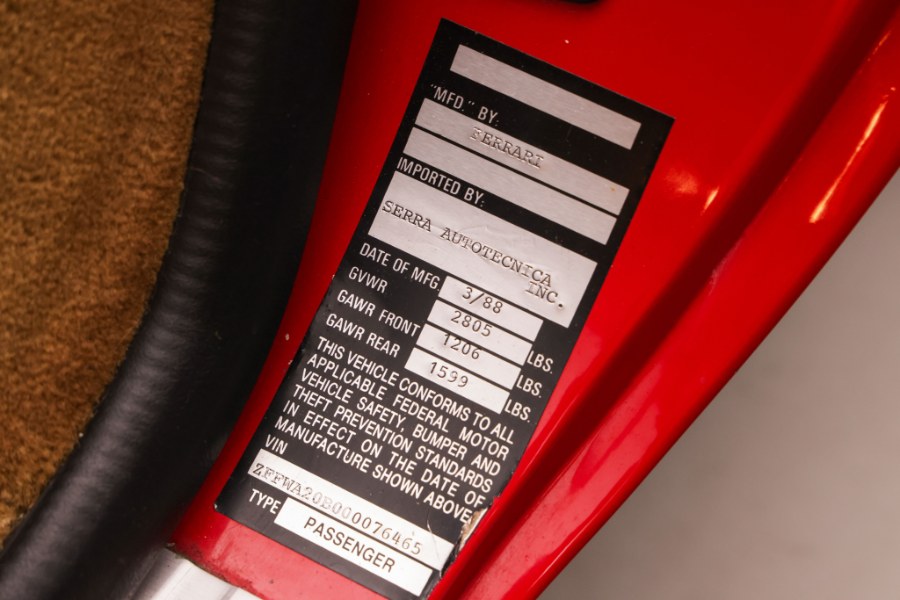 "MFD." BY:
FERRARI
IMPORTED BY:
SERRA AUTOTECNICA
INC.
DATE OF MFG. 3/88
GVWR 2805 LBS.
GAWR FRONT 1206 LBS.
GAWR REAR 1599 LBS.
THIS VEHICLE CONFORMS TO ALL
APPLICABLE FEDERAL MOTOR
VEHICLE SAFETY, BUMPER AND
THEFT PREVENTION STANDARDS
IN EFFECT ON THE DATE OF
MANUFACTURE SHOWN ABOVE
VIN
ZFFWA20B000076465
TYPE PASSENGER